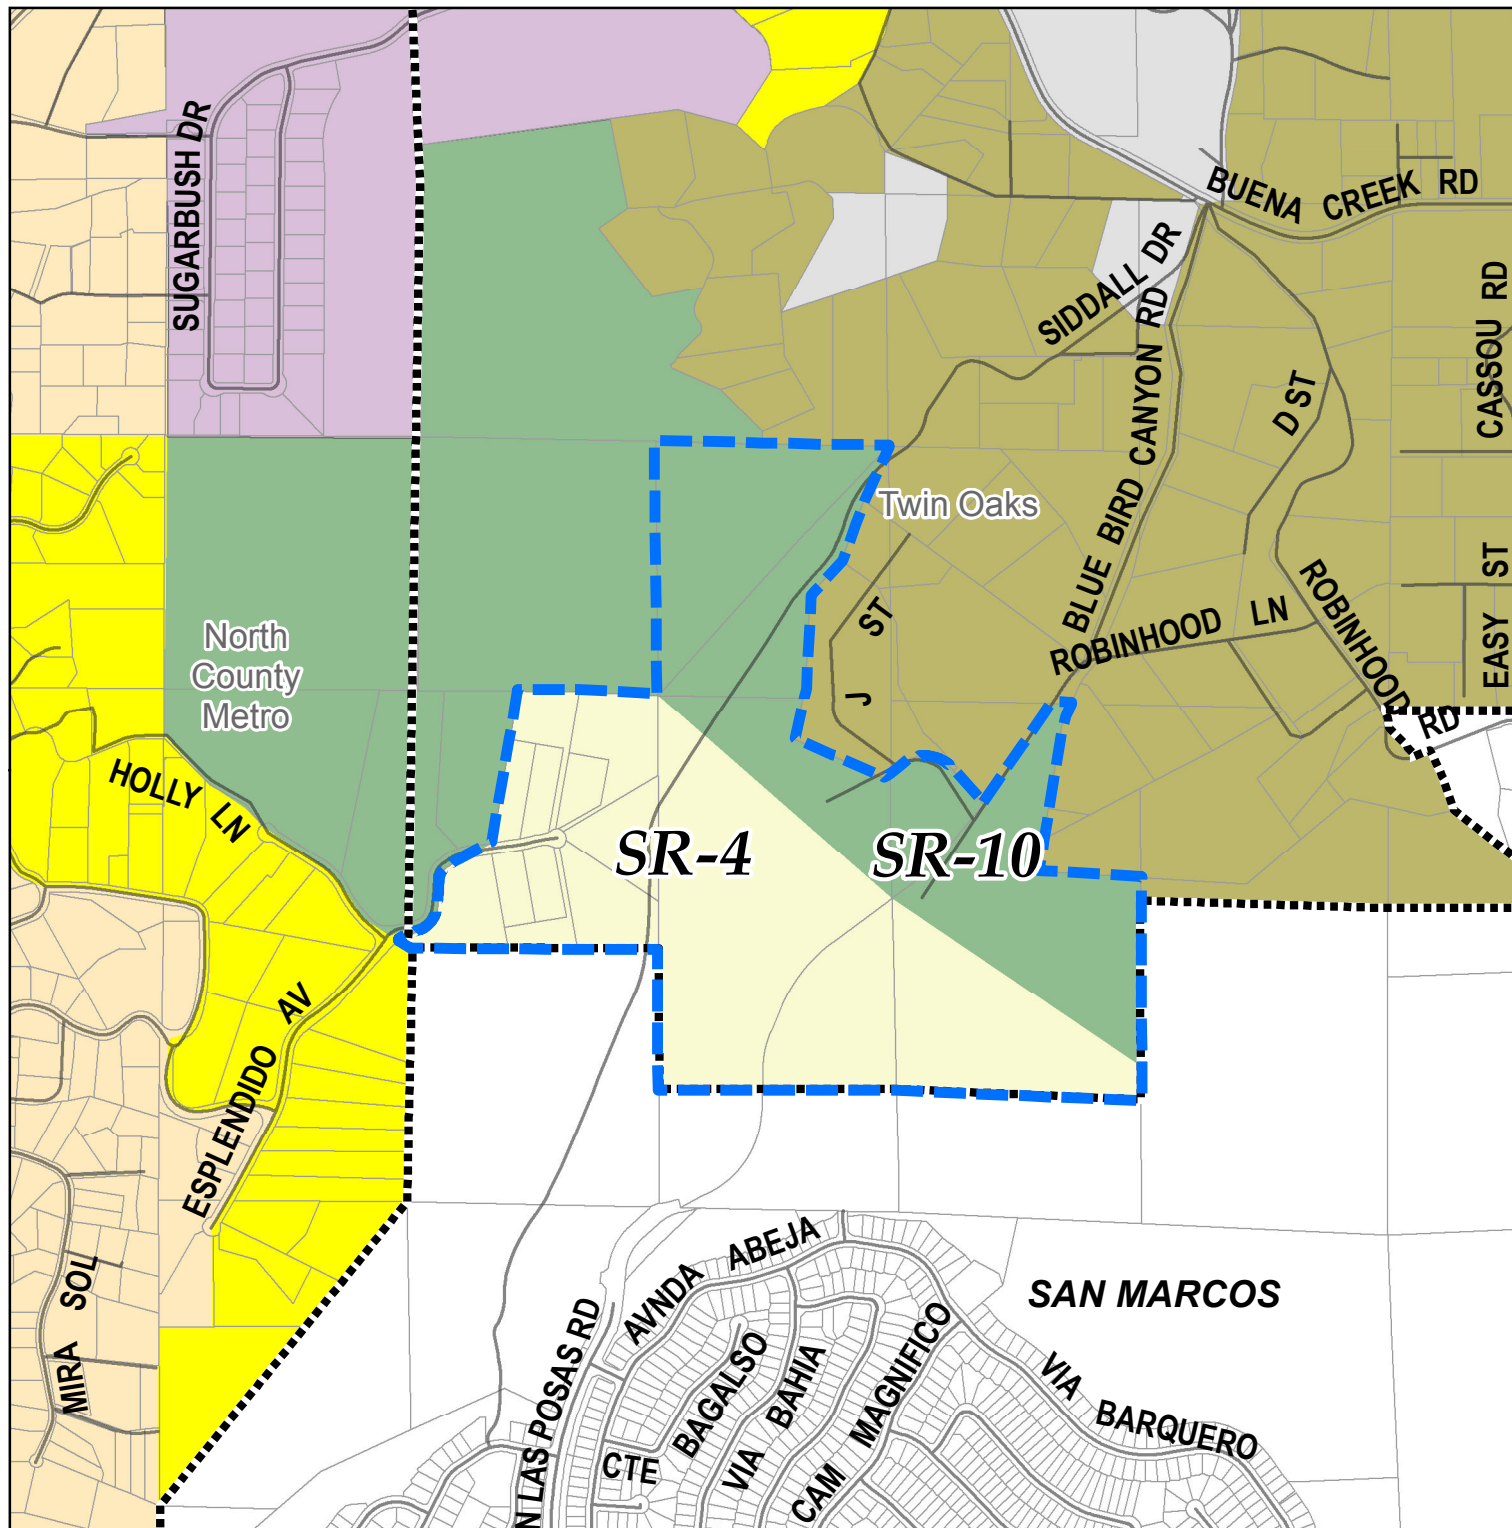 SUGARBUSH DR
BUENA CREEK RD
SIDDALL DR
BLUE BIRD CANYON RD
CASSOU RD
D ST
Twin Oaks
EASY ST
J ST
ROBINHOOD LN
ROBINHOOD RD
North
County
Metro
HOLLY LN
SR-4
SR-10
ESPLENDIDO AV
MIRA SOL
AVNDA ABEJA
SAN MARCOS
N LAS POSAS RD
CTE BAGALSO
VIA BAHIA
CAM MAGNIFICO
VIA BARQUERO